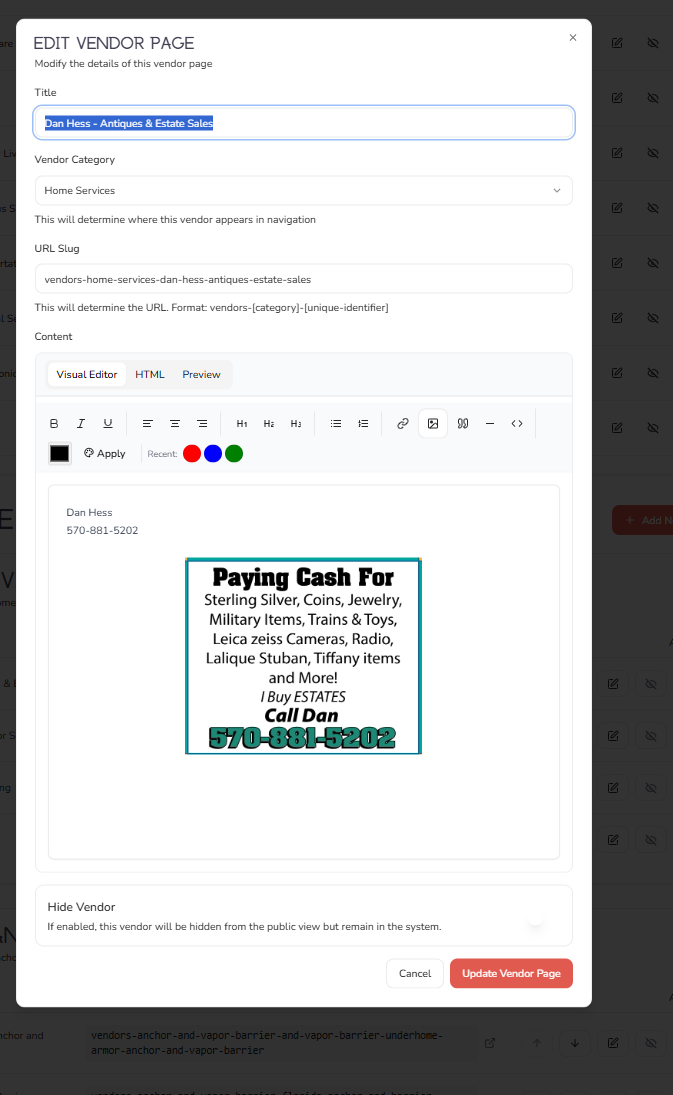 EDIT VENDOR PAGE
Modify the details of this vendor page
Title
Dan Hess - Antiques & Estate Sales
Vendor Category
Home Services
This will determine where this vendor appears in navigation
URL Slug
vendors-home-services-dan-hess-antiques-estate-sales
This will determine the URL. Format: vendors-[category]-[unique-identifier]
Content
Visual Editor HTML Preview
B I U H1 H2 H3
Apply Recent:
Dan Hess
570-881-5202
Paying Cash For
Sterling Silver, Coins, Jewelry,
Military Items, Trains & Toys,
Leica zeiss Cameras, Radio,
Lalique Stuban, Tiffany items
and More!
I Buy ESTATES
Call Dan
570-881-5202
Hide Vendor
If enabled, this vendor will be hidden from the public view but remain in the system.
Cancel Update Vendor Page
+ Add N
nchor and
vendors-anchor-and-vapor-barrier-and-vapor-barrier-underhome-
armor-anchor-and-vapor-barrier